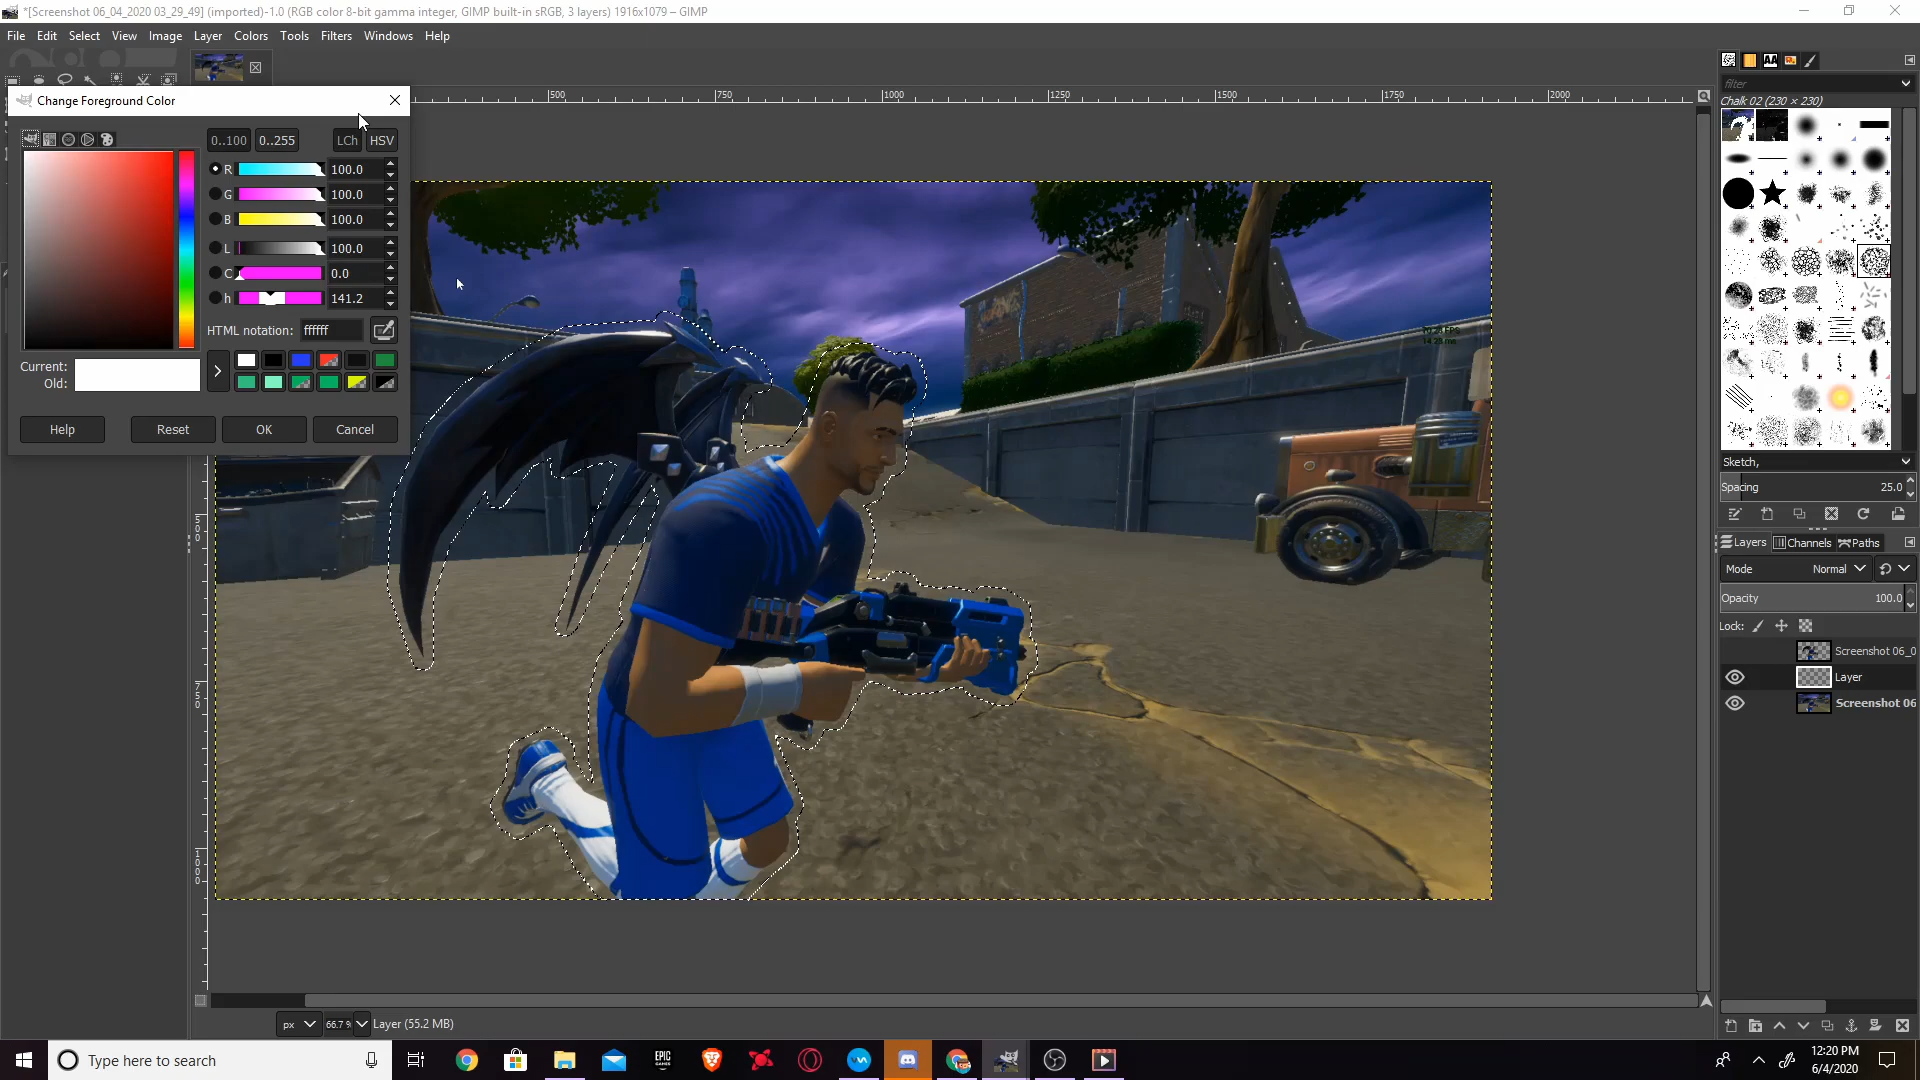 *[Screenshot 06_04_2020 03_29_49] (imported)-1.0 (RGB color 8-bit gamma integer, GIMP built-in sRGB, 3 layers) 1916x1079 – GIMP
File Edit Select View Image Layer Colors Tools Filters Windows Help
filter
Chalk 02 (230 × 230)
500 750 1000 1250 1500 1750 2000
Change Foreground Color
0..100 0..255 LCh HSV
R 100.0
G 100.0
B 100.0
L 100.0
C 0.0
h 141.2
HTML notation: ffffff
Current:
Old:
Help Reset OK Cancel
500
750
1000
Sketch,
Spacing 25.0
Layers Channels Paths
Mode Normal
Opacity 100.0
Lock:
Screenshot 06_0
Layer
Screenshot 06
px 66.7 % Layer (55.2 MB)
Type here to search
EPIC GAMES
12:20 PM
6/4/2020